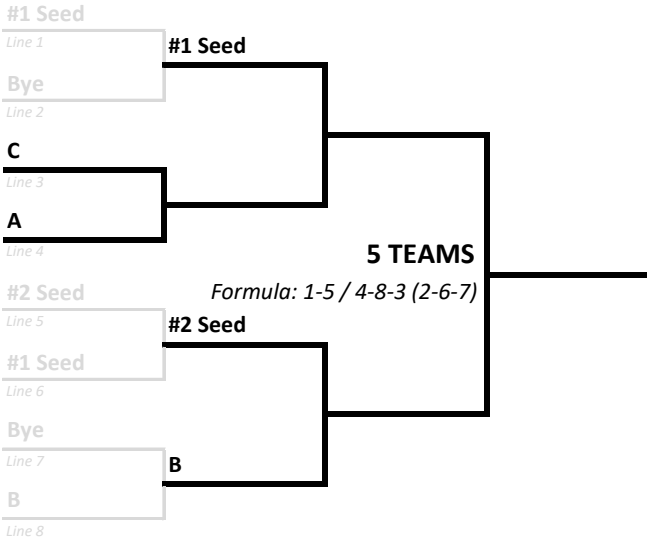 #1 Seed
Line 1
#1 Seed
Bye
Line 2
C
Line 3
A
Line 4
5 TEAMS
Formula: 1-5 / 4-8-3 (2-6-7)
#2 Seed
Line 5
#2 Seed
#1 Seed
Line 6
Bye
Line 7
B
B
Line 8